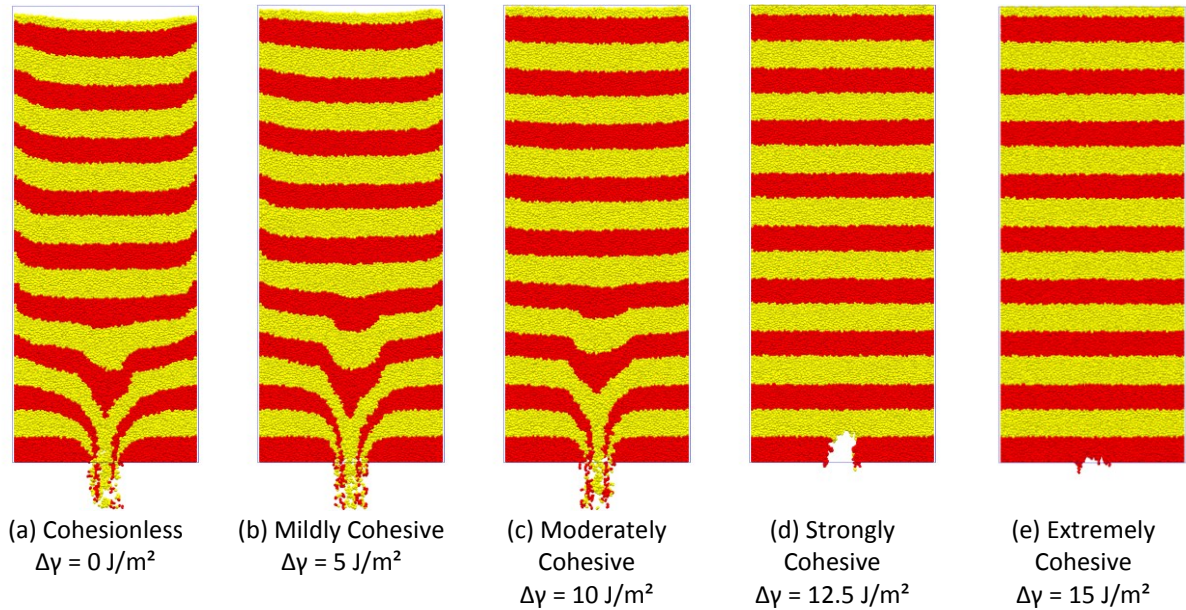 (a) Cohesionless
Δγ = 0 J/m²
(b) Mildly Cohesive
Δγ = 5 J/m²
(c) Moderately
Cohesive
Δγ = 10 J/m²
(d) Strongly
Cohesive
Δγ = 12.5 J/m²
(e) Extremely
Cohesive
Δγ = 15 J/m²